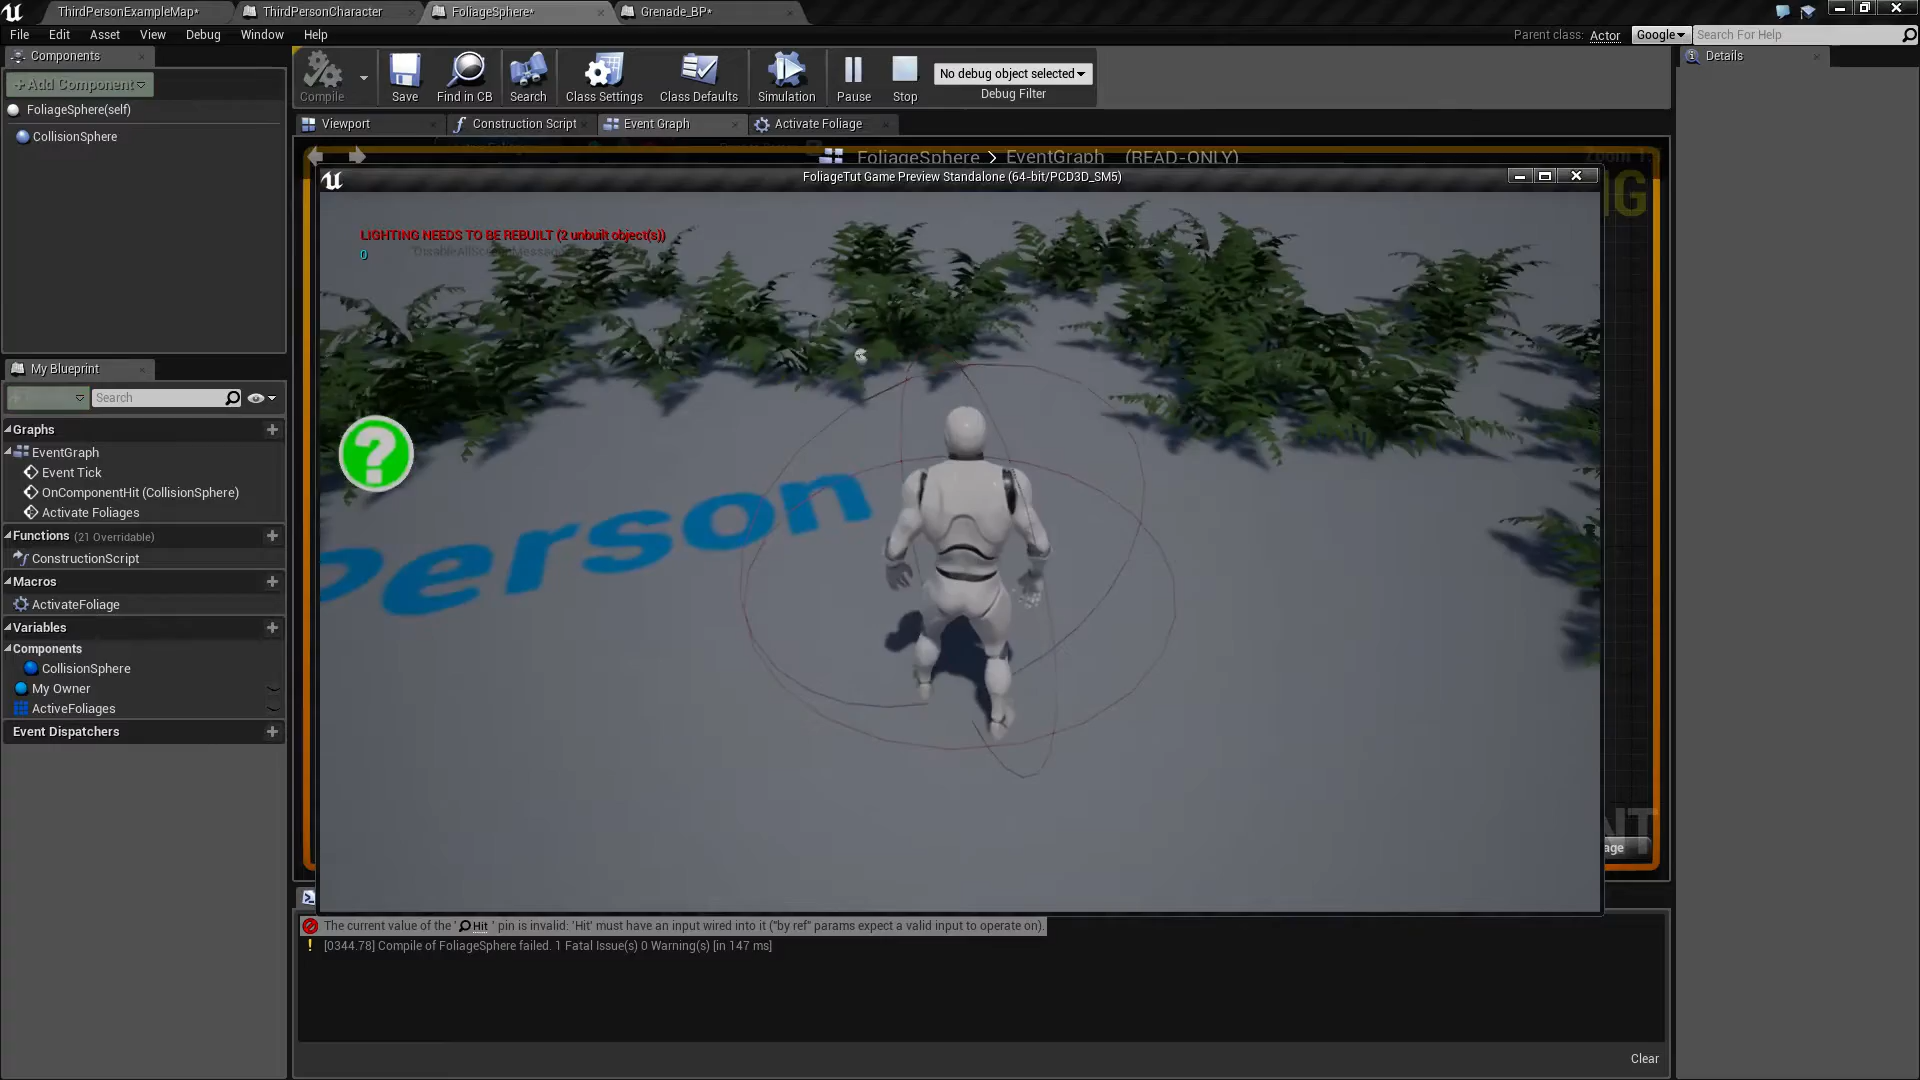 ThirdPersonExampleMap*
ThirdPersonCharacter
FoliageSphere*
Grenade_BP*
File Edit Asset View Debug Window Help
Parent class: Actor
Google
Search For Help
Components
+Add Component
FoliageSphere(self)
CollisionSphere
Compile
Save
Find in CB
Search
Class Settings
Class Defaults
Simulation
Pause
Stop
No debug object selected
Debug Filter
Details
Viewport
Construction Script
Event Graph
Activate Foliage
FoliageSphere > EventGraph (READ-ONLY)
FoliageTut Game Preview Standalone (64-bit/PCD3D_SM5)
LIGHTING NEEDS TO BE REBUILT (2 unbuilt object(s))
0
Person
My Blueprint
Search
Graphs
EventGraph
Event Tick
OnComponentHit (CollisionSphere)
Activate Foliages
Functions (21 Overridable)
ConstructionScript
Macros
ActivateFoliage
Variables
Components
CollisionSphere
My Owner
ActiveFoliages
Event Dispatchers
The current value of the ' Hit ' pin is invalid: 'Hit' must have an input wired into it ("by ref" params expect a valid input to operate on).
[0344.78] Compile of FoliageSphere failed. 1 Fatal Issue(s) 0 Warning(s) [in 147 ms]
Clear